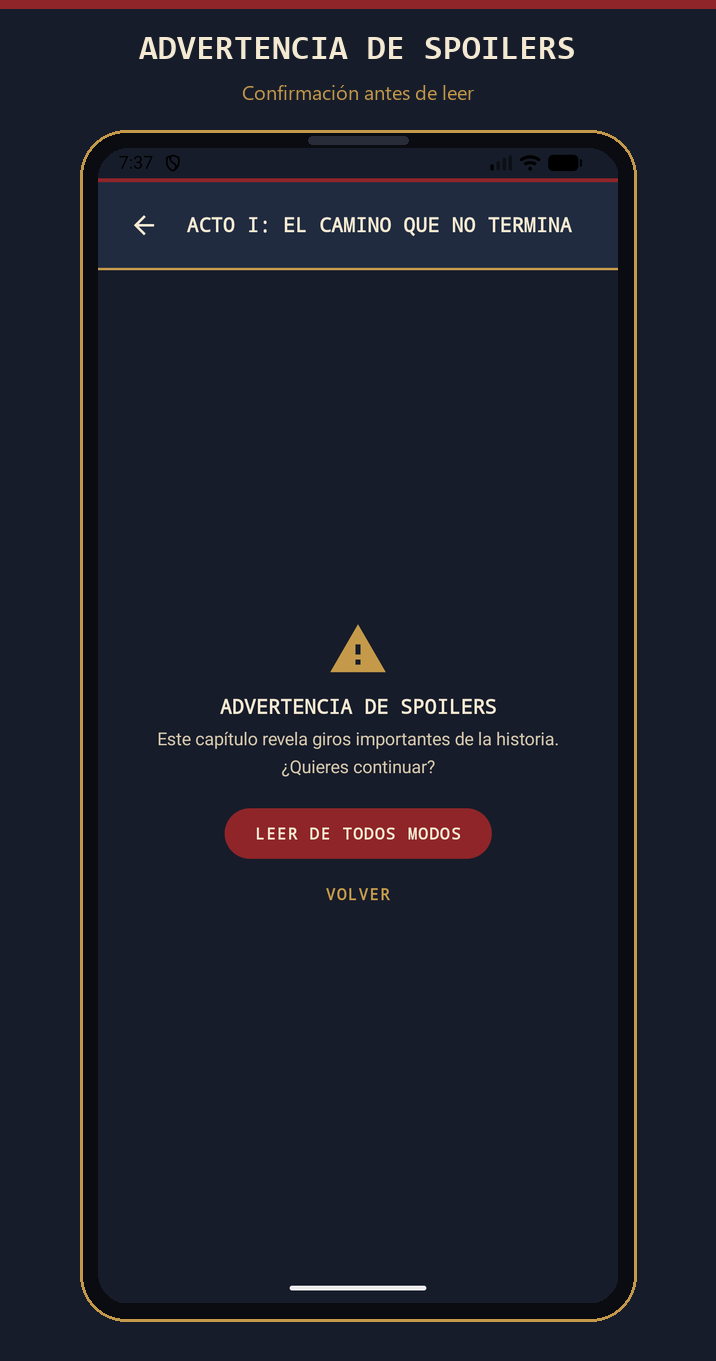 ADVERTENCIA DE SPOILERS
Confirmación antes de leer
7:37
ACTO I: EL CAMINO QUE NO TERMINA
ADVERTENCIA DE SPOILERS
Este capítulo revela giros importantes de la historia.
¿Quieres continuar?
LEER DE TODOS MODOS
VOLVER